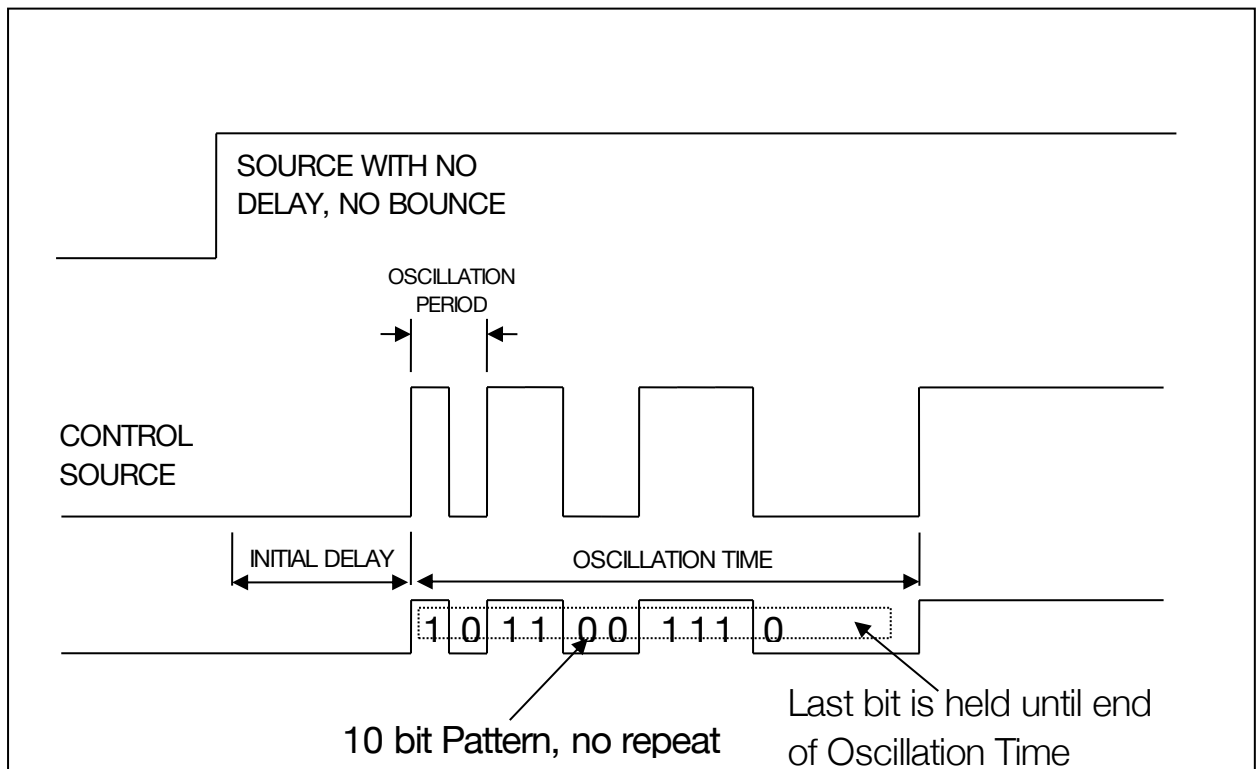 SOURCE WITH NO
DELAY, NO BOUNCE
OSCILLATION
PERIOD
CONTROL
SOURCE
INITIAL DELAY
OSCILLATION TIME
1 0 1 1 0 0 1 1 1 0
10 bit Pattern, no repeat
Last bit is held until end
of Oscillation Time